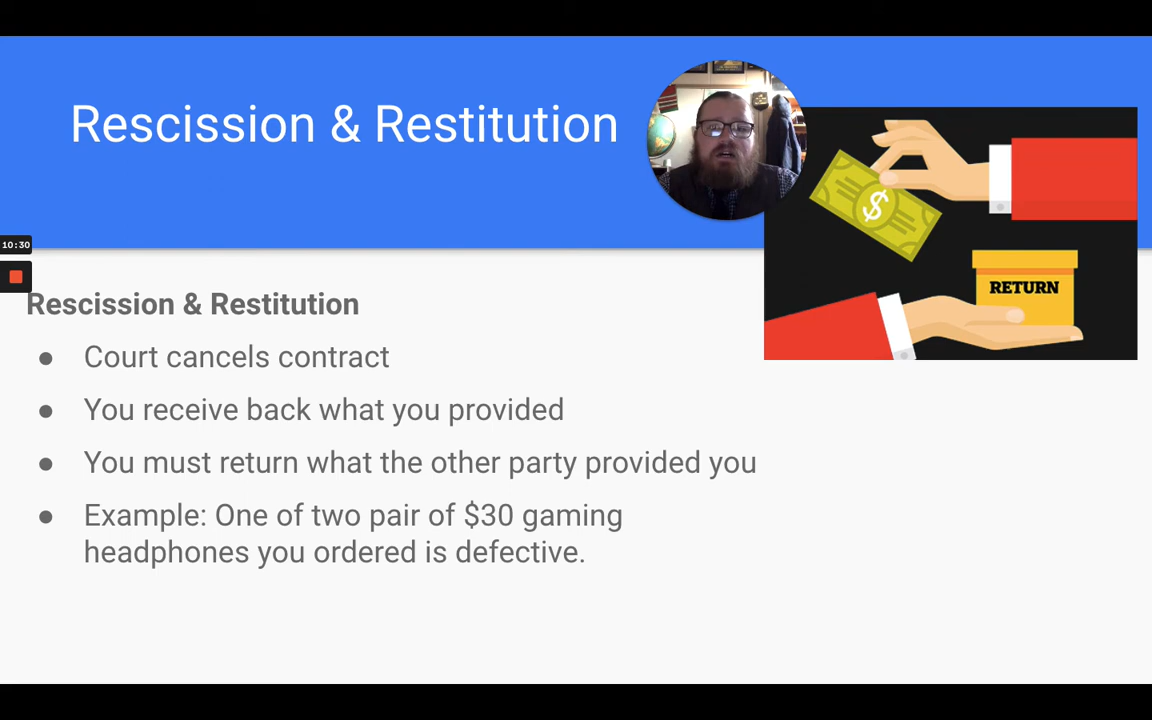 Rescission & Restitution
$
RETURN
10:30
Rescission & Restitution
● Court cancels contract
● You receive back what you provided
● You must return what the other party provided you
● Example: One of two pair of $30 gaming
headphones you ordered is defective.